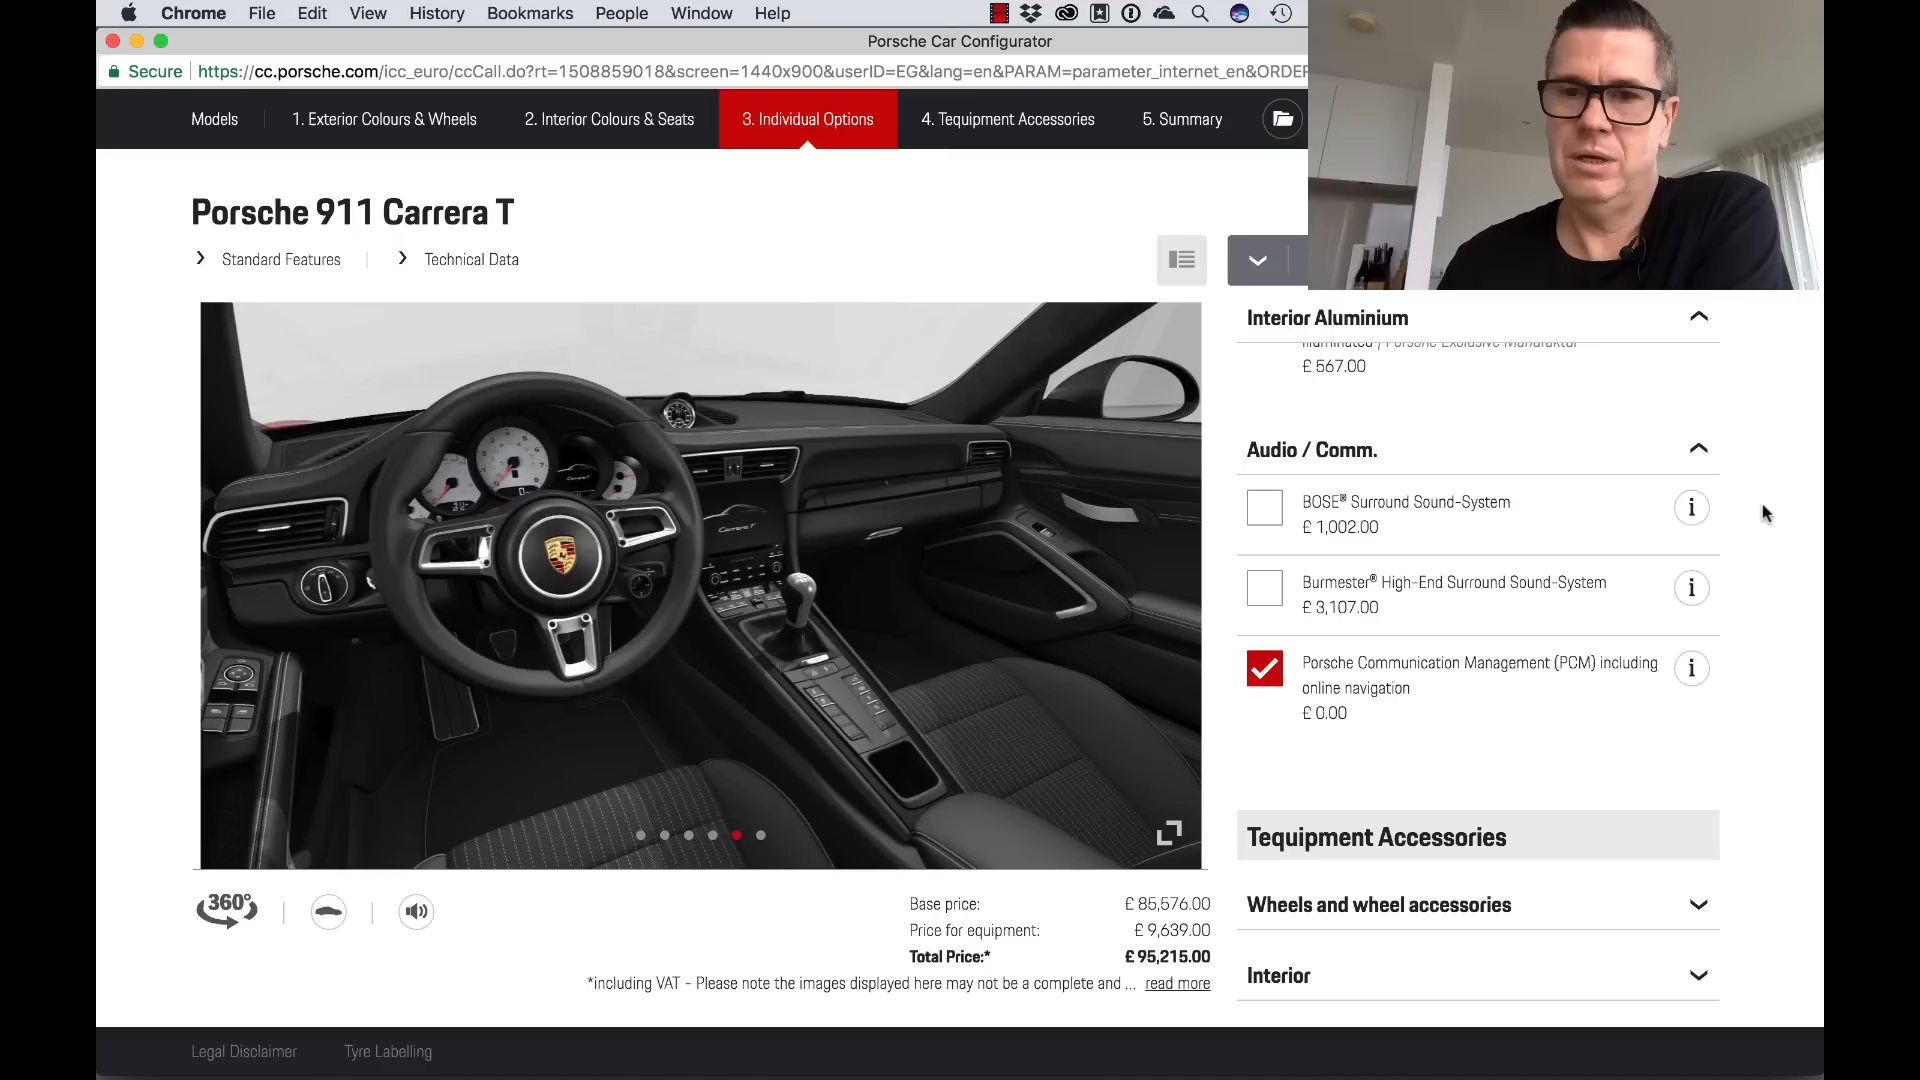 Chrome File Edit View History Bookmarks People Window Help
Porsche Car Configurator
Secure https://cc.porsche.com/icc_euro/ccCall.do?rt=1508859018&screen=1440x900&userID=EG&lang=en&PARAM=parameter_internet_en&ORDER
Models 1. Exterior Colours & Wheels 2. Interior Colours & Seats 3. Individual Options 4. Tequipment Accessories 5. Summary
Porsche 911 Carrera T
Standard Features Technical Data
Interior Aluminium
illuminated | Porsche Exclusive Manufaktur
£ 567.00
Audio / Comm.
BOSE® Surround Sound-System
£ 1,002.00
Burmester® High-End Surround Sound-System
£ 3,107.00
Porsche Communication Management (PCM) including
online navigation
£ 0.00
Tequipment Accessories
Wheels and wheel accessories
Interior
Carrera T
360°
Base price: £ 85,576.00
Price for equipment: £ 9,639.00
Total Price:* £ 95,215.00
*including VAT - Please note the images displayed here may not be a complete and ... read more
Legal Disclaimer Tyre Labelling